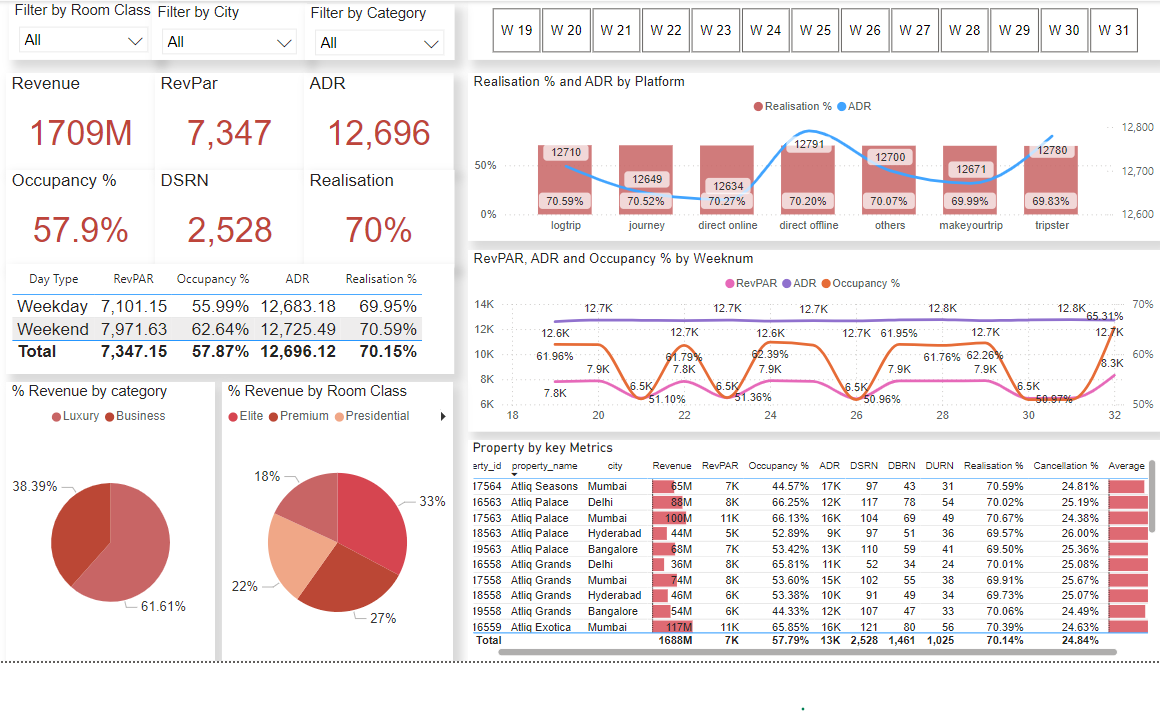 Filter by Room Class Filter by City Filter by Category
All All All
W 19 W 20 W 21 W 22 W 23 W 24 W 25 W 26 W 27 W 28 W 29 W 30 W 31
Revenue RevPar ADR
1709M 7,347 12,696
Occupancy % DSRN Realisation
57.9% 2,528 70%
Day Type RevPAR Occupancy % ADR Realisation %
Weekday 7,101.15 55.99% 12,683.18 69.95%
Weekend 7,971.63 62.64% 12,725.49 70.59%
Total 7,347.15 57.87% 12,696.12 70.15%
% Revenue by category
Luxury Business
38.39%
61.61%
% Revenue by Room Class
Elite Premium Presidential
18%
33%
22%
27%
Realisation % and ADR by Platform
Realisation % ADR
12,800
12791
12710 12700 12780
50% 12671 12,700
12649 12634
70.59% 70.52% 70.27% 70.20% 70.07% 69.99% 69.83%
0% 12,600
logtrip journey direct online direct offline others makeyourtrip tripster
RevPAR, ADR and Occupancy % by Weeknum
RevPAR ADR Occupancy %
14K 12.7K 12.7K 12.7K 12.8K 12.8K 70%
65.31%
12K 12.6K 12.7K 12.6K 12.7K 61.95% 12.7K 12.7K
10K 61.96% 61.79% 62.39% 61.76% 62.26% 60%
7.9K 7.8K 7.9K 7.9K 7.9K 8.3K
8K 7.8K 6.5K 6.5K 6.5K 6.5K
6K 51.10% 51.36% 50.96% 50.97% 50%
18 20 22 24 26 28 30 32
Property by key Metrics
erty_id property_name city Revenue RevPAR Occupancy % ADR DSRN DBRN DURN Realisation % Cancellation % Average
17564 Atliq Seasons Mumbai 65M 7K 44.57% 17K 97 43 31 70.59% 24.81%
16563 Atliq Palace Delhi 88M 8K 66.25% 12K 117 78 54 70.02% 25.19%
17563 Atliq Palace Mumbai 100M 11K 66.13% 16K 104 69 49 70.67% 24.38%
18563 Atliq Palace Hyderabad 44M 5K 52.89% 9K 97 51 36 69.57% 26.00%
19563 Atliq Palace Bangalore 68M 7K 53.42% 13K 110 59 41 69.50% 25.36%
16558 Atliq Grands Delhi 36M 8K 65.81% 11K 52 34 24 70.01% 25.08%
17558 Atliq Grands Mumbai 74M 8K 53.60% 15K 102 55 38 69.91% 25.67%
18558 Atliq Grands Hyderabad 46M 6K 53.38% 10K 91 49 34 69.73% 25.07%
19558 Atliq Grands Bangalore 54M 6K 44.33% 12K 107 47 33 70.06% 24.49%
16559 Atliq Exotica Mumbai 117M 11K 65.85% 16K 121 80 56 70.39% 24.63%
Total 1688M 7K 57.79% 13K 2,528 1,461 1,025 70.14% 24.84%